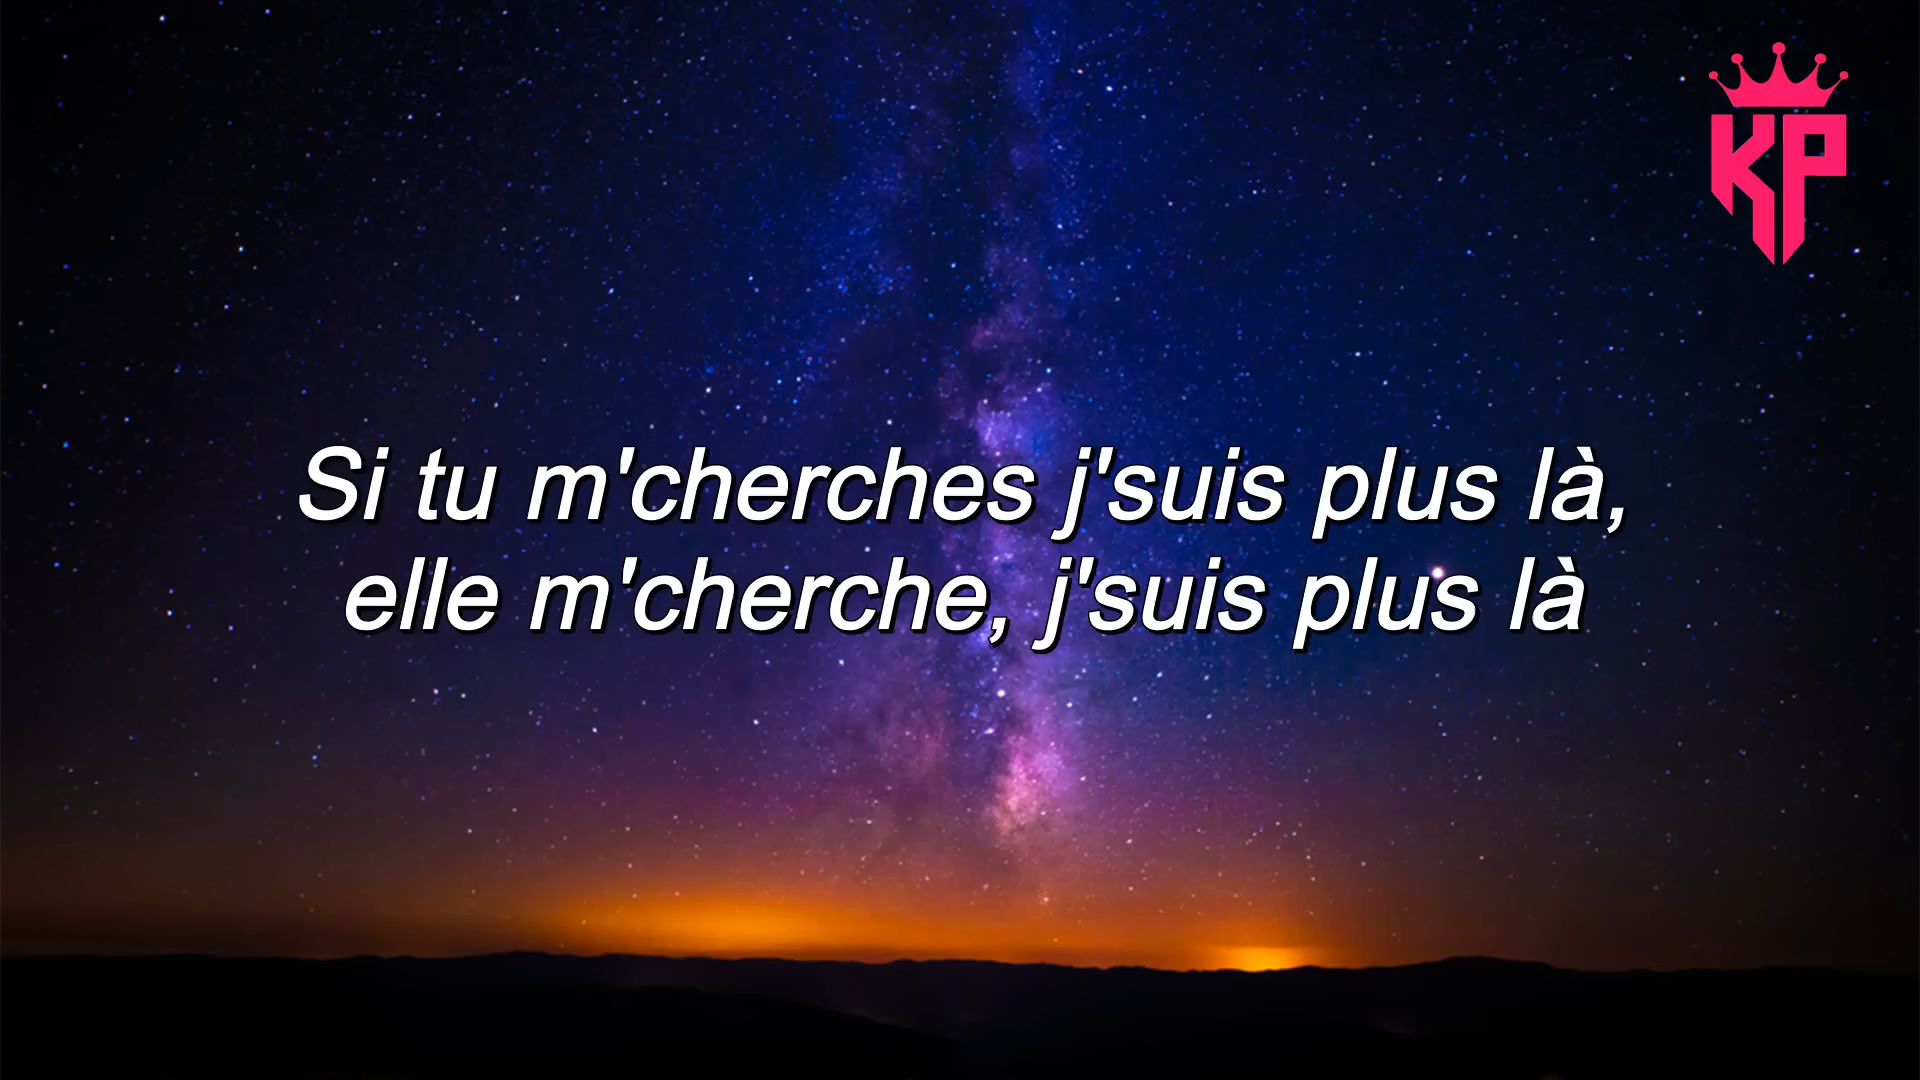 KP
Si tu m'cherches j'suis plus là,
elle m'cherche, j'suis plus là